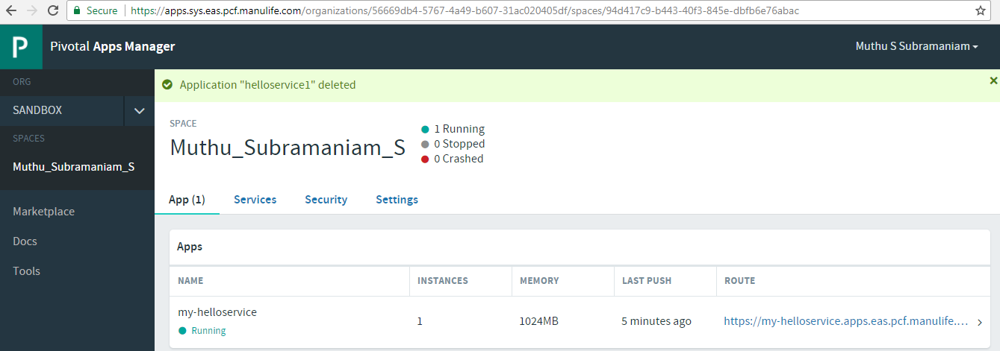 Secure https://apps.sys.eas.pcf.manulife.com/organizations/56669db4-5767-4a49-b607-31ac020405df/spaces/94d417c9-b443-40f3-845e-dbfb6e76abac
P Pivotal Apps Manager Muthu S Subramaniam
ORG
SANDBOX
SPACES
Muthu_Subramaniam_S
Marketplace
Docs
Tools
Application "helloservice1" deleted ×
SPACE
Muthu_Subramaniam_S
1 Running
0 Stopped
0 Crashed
App (1) Services Security Settings
Apps
NAME INSTANCES MEMORY LAST PUSH ROUTE
my-helloservice 1 1024MB 5 minutes ago https://my-helloservice.apps.eas.pcf.manulife.…
Running